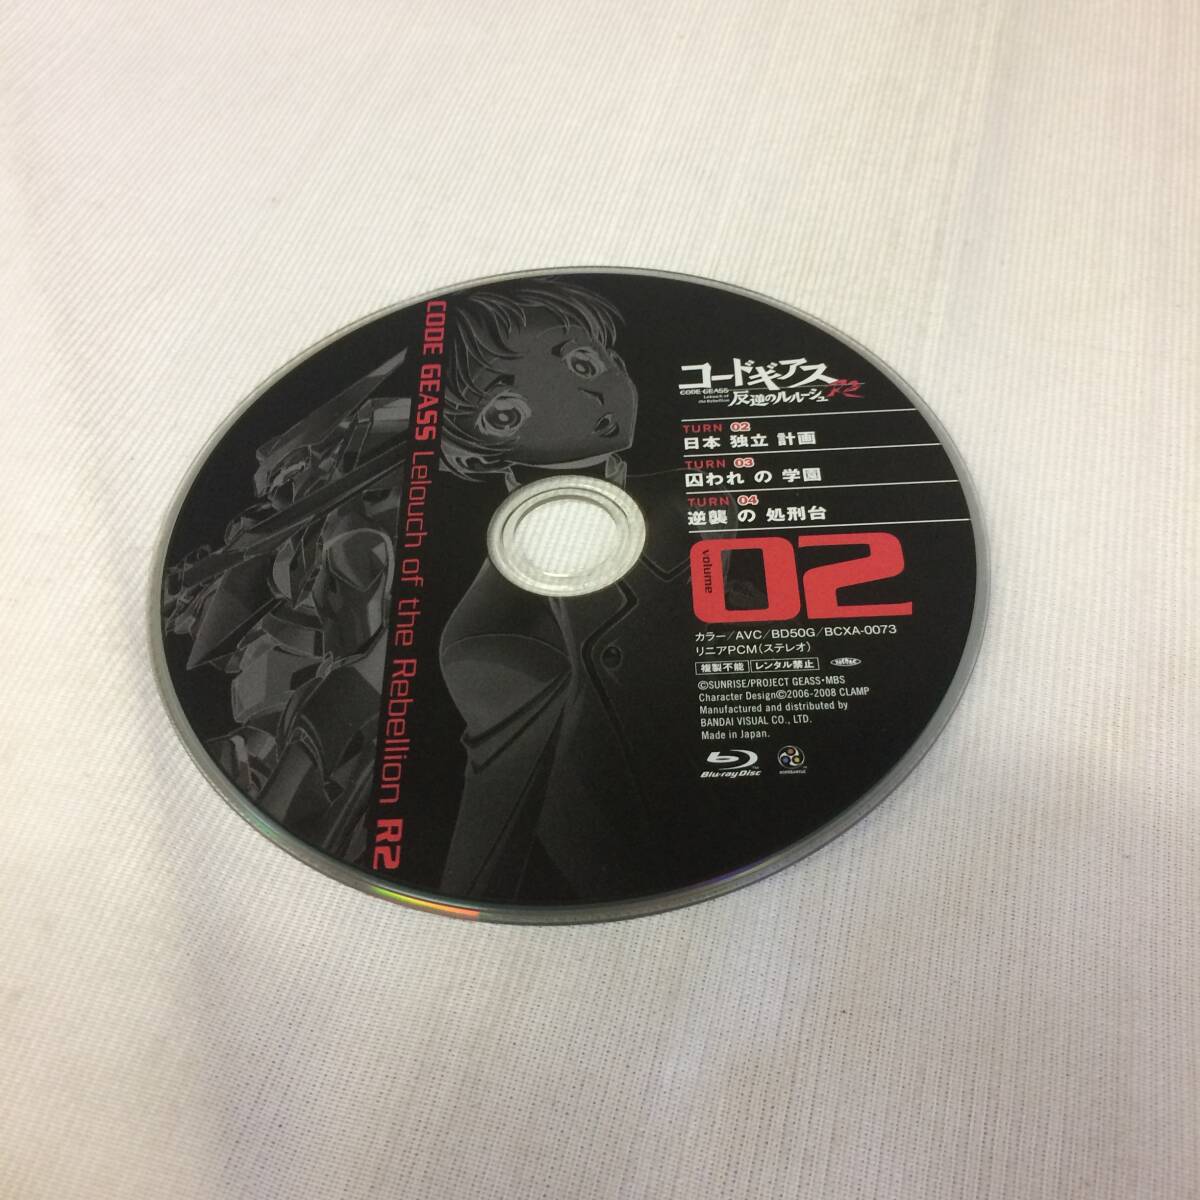 CODE GEASS Lelouch of the Rebellion R2
コードギアス
CODE GEASS
Lelouch of
the Rebellion
反逆のルルーシュ R2
TURN 02
日本 独立 計画
TURN 03
囚われ の 学園
TURN 04
逆襲 の 処刑台
volume 02
カラー/AVC/BD50G/BCXA-0073
リニアPCM(ステレオ)
複製不能 レンタル禁止
©SUNRISE/PROJECT GEASS・MBS
Character Design©2006-2008 CLAMP
Manufactured and distributed by
BANDAI VISUAL CO., LTD.
Made in Japan.
Blu-ray Disc™